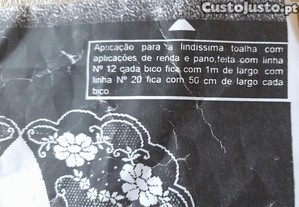 CustoJusto.pt
Aplicação para a lindissima toalha com
aplicações de renda e pano,feita com linha
Nº 12 cada bico fica com 1m de largo, com
linha Nº 20 fica com 50 cm de largo cada
bico